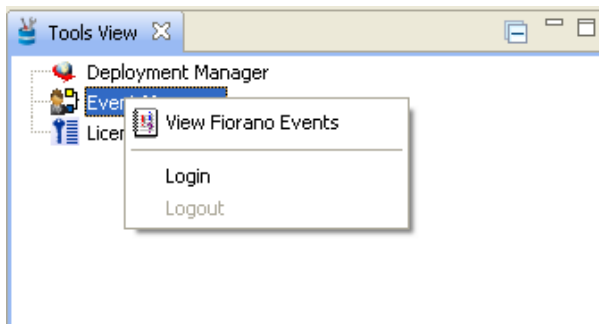 Tools View
Deployment Manager
View Fiorano Events
Login
Logout